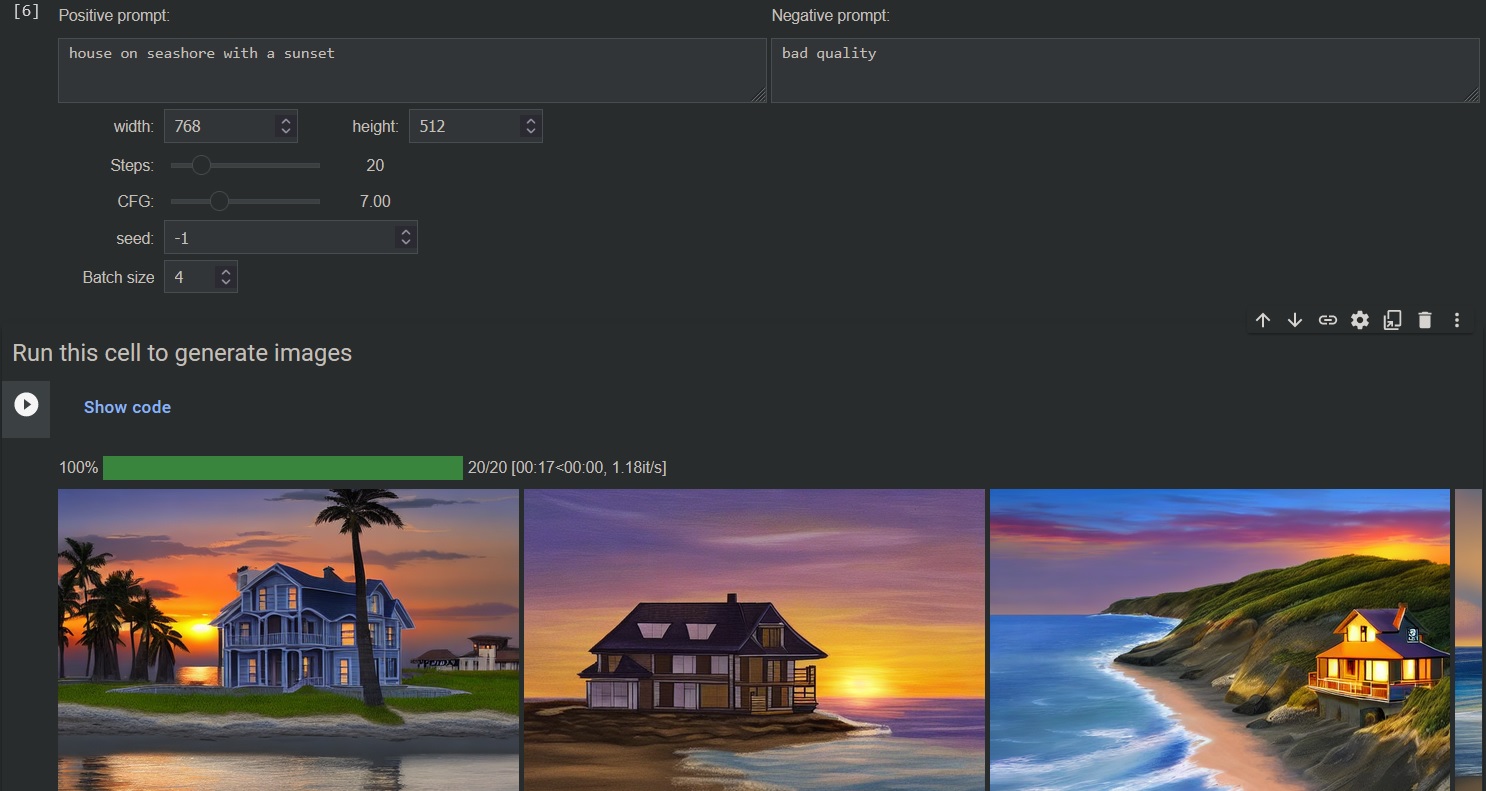 [6]
Positive prompt:
Negative prompt:
house on seashore with a sunset
bad quality
width: 768 height: 512
Steps: 20
CFG: 7.00
seed: -1
Batch size 4
Run this cell to generate images
Show code
100% 20/20 [00:17<00:00, 1.18it/s]